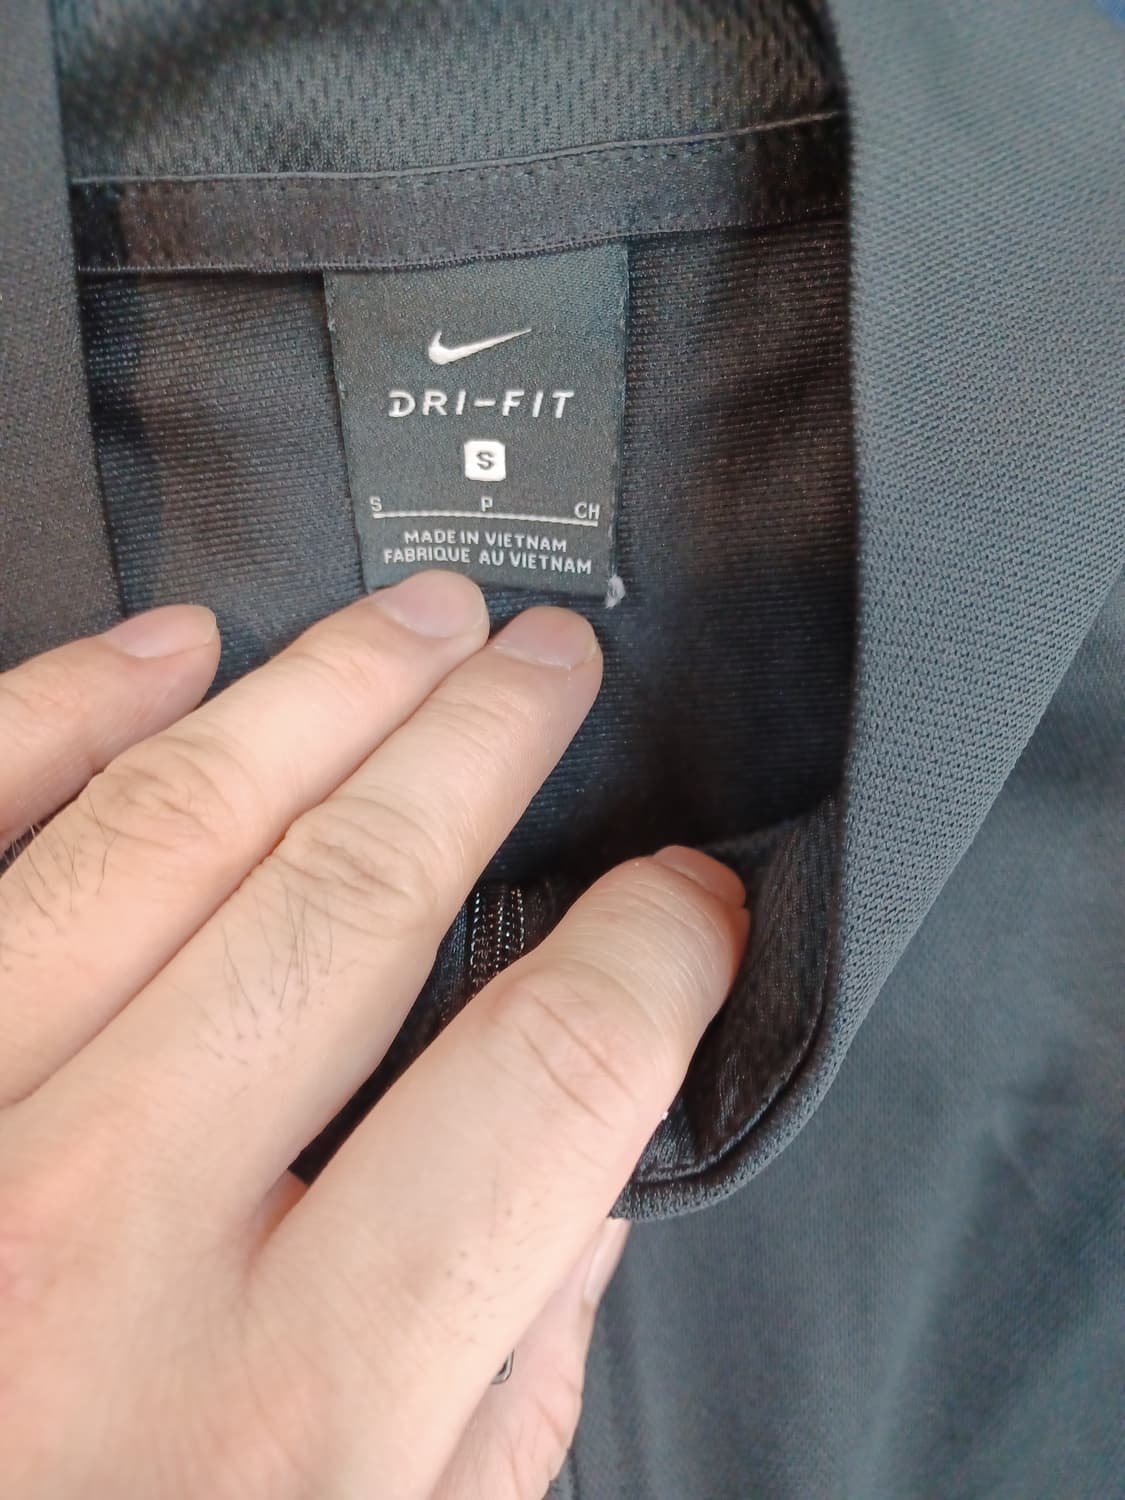 DRI-FIT
S
S P CH
MADE IN VIETNAM
FABRIQUE AU VIETNAM